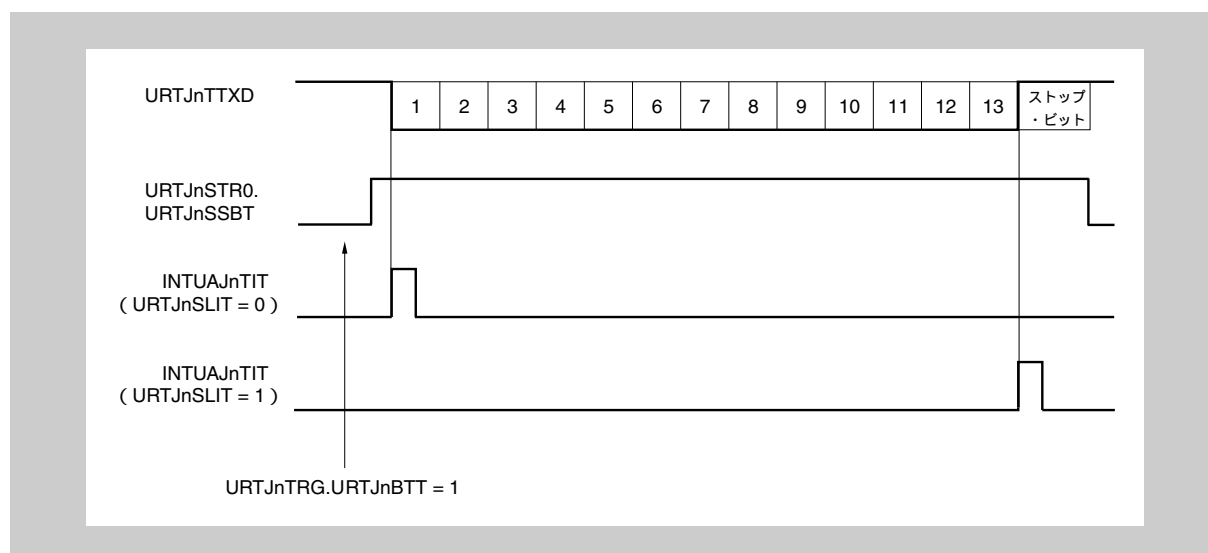 URTJnTTXD
1 2 3 4 5 6 7 8 9 10 11 12 13 ストップ
・ビット
URTJnSTR0.
URTJnSSBT
INTUAJnTIT
( URTJnSLIT = 0 )
INTUAJnTIT
( URTJnSLIT = 1 )
URTJnTRG.URTJnBTT = 1